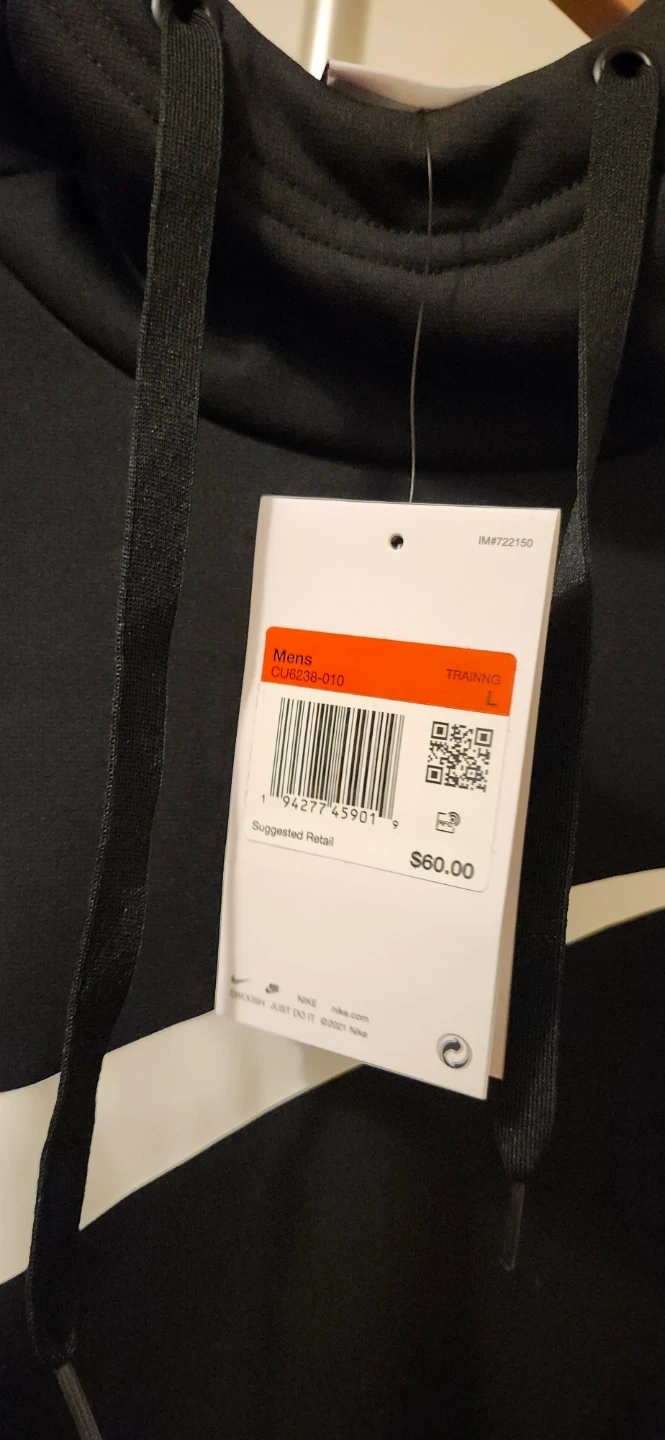 IM#722150
Mens
CU6238-010
TRAINNG
L
1 94277 45901 9
Suggested Retail
$60.00
NIKE nike.com
JUST DO IT ©2021 Nike